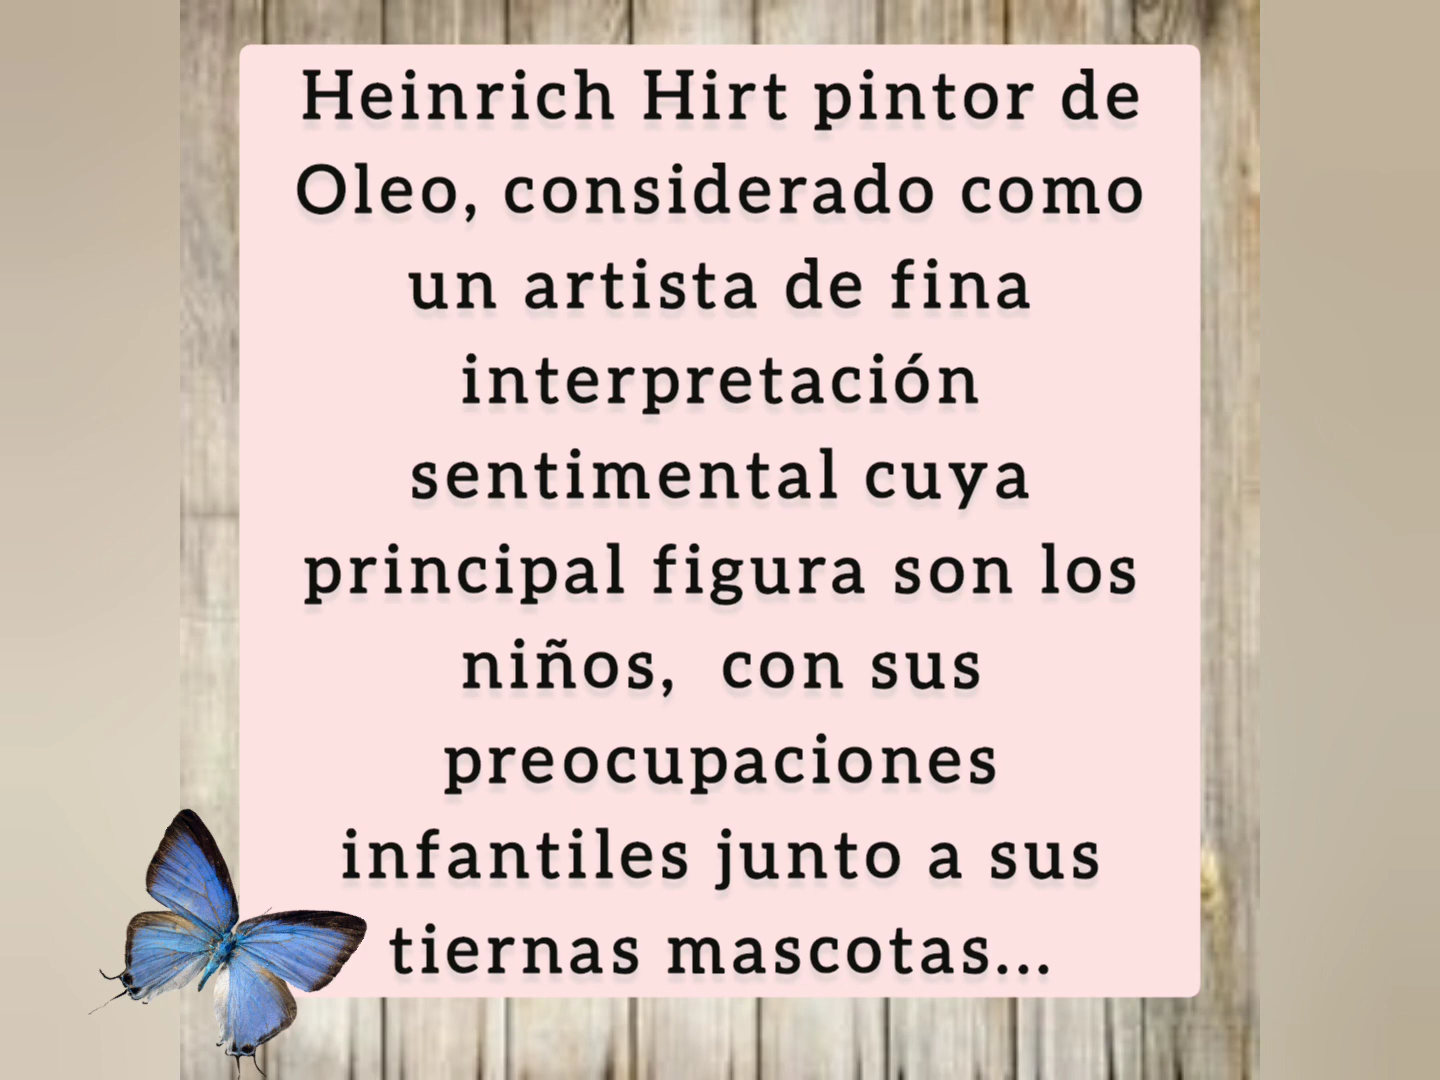 Heinrich Hirt pintor de
Oleo, considerado como
un artista de fina
interpretación
sentimental cuya
principal figura son los
niños,  con sus
preocupaciones
infantiles junto a sus
tiernas mascotas...